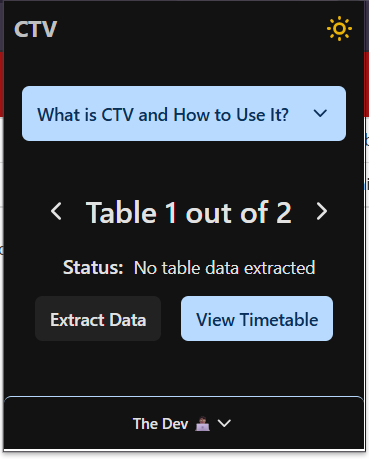 CTV
What is CTV and How to Use It?
Table 1 out of 2
Status: No table data extracted
Extract Data
View Timetable
The Dev